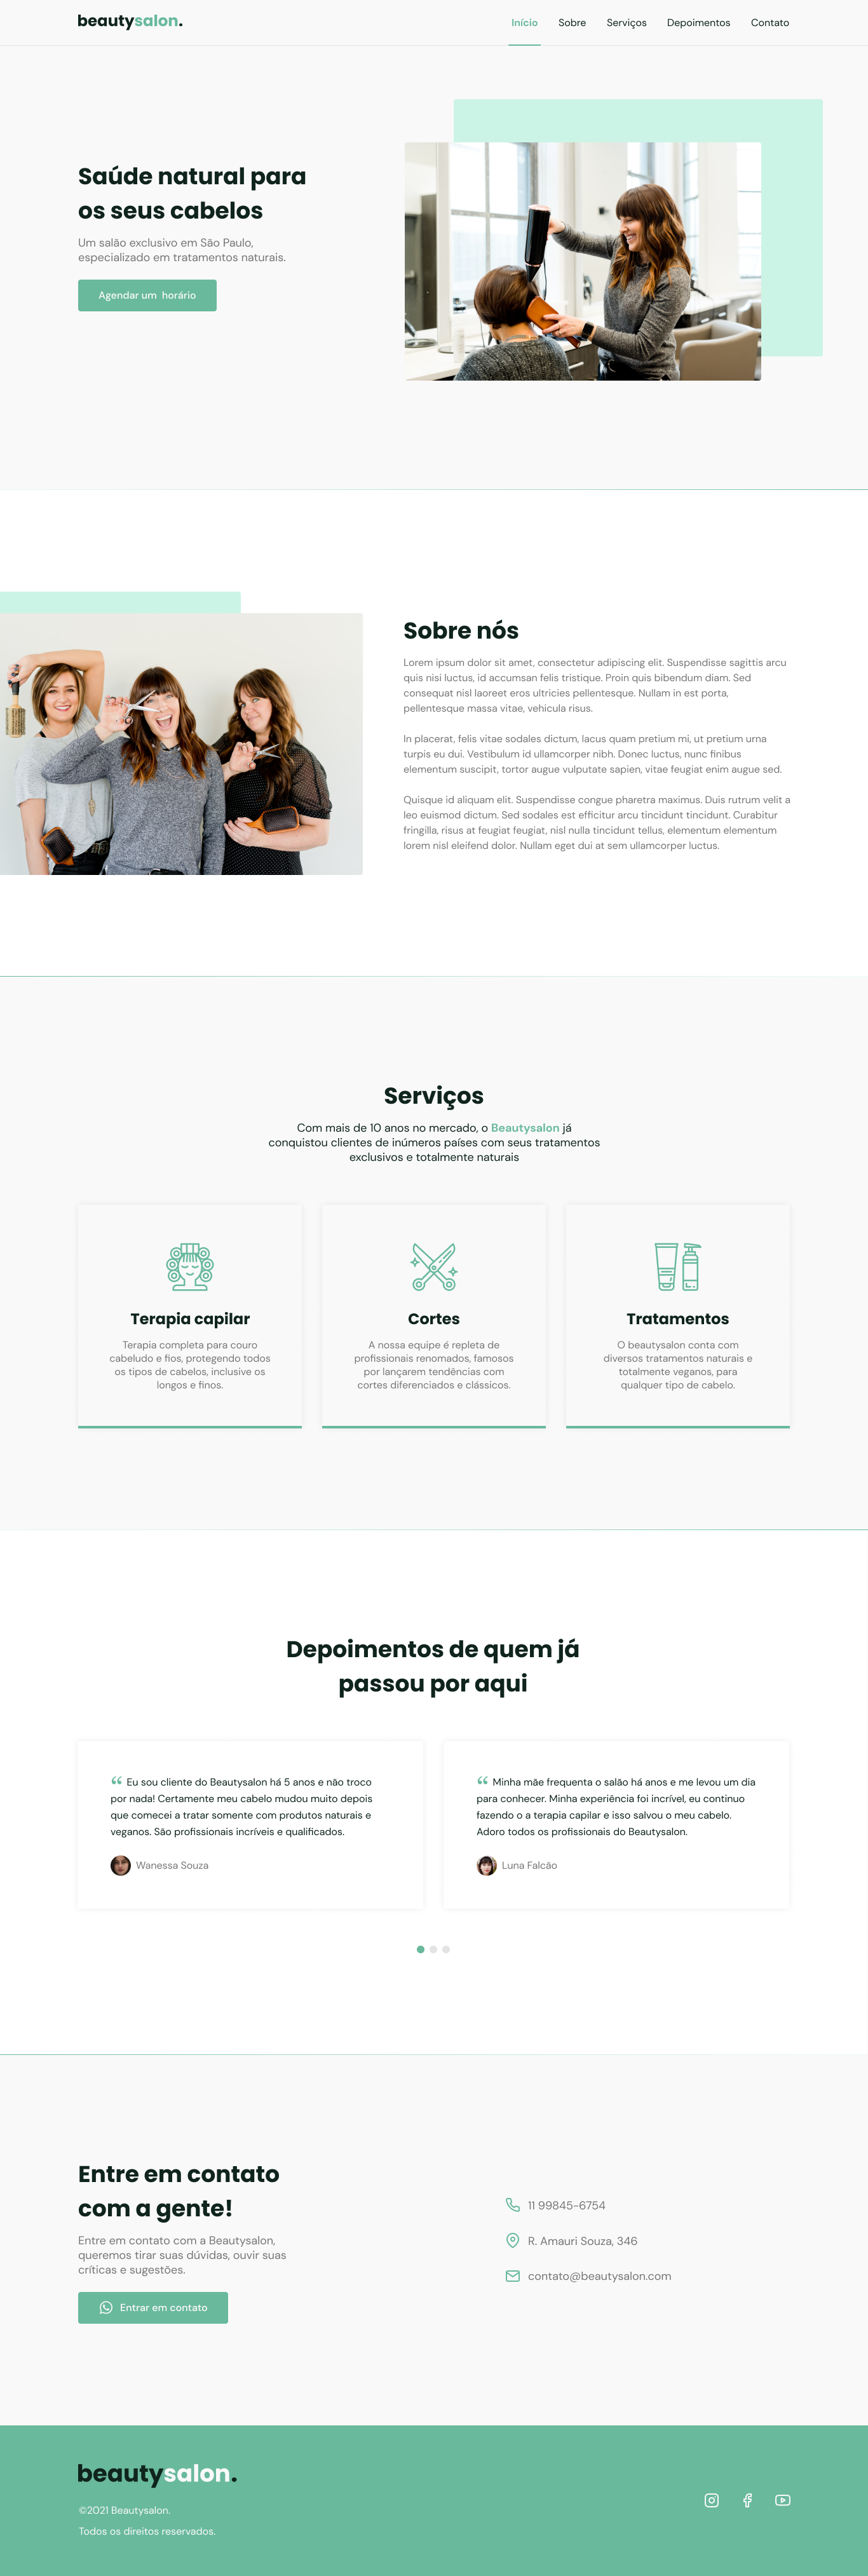 beautysalon.
Início Sobre Serviços Depoimentos Contato
Saúde natural para
os seus cabelos
Um salão exclusivo em São Paulo,
especializado em tratamentos naturais.
Agendar um horário
Sobre nós
Lorem ipsum dolor sit amet, consectetur adipiscing elit. Suspendisse sagittis arcu
quis nisi luctus, id accumsan felis tristique. Proin quis bibendum diam. Sed
consequat nisl laoreet eros ultricies pellentesque. Nullam in est porta,
pellentesque massa vitae, vehicula risus.
In placerat, felis vitae sodales dictum, lacus quam pretium mi, ut pretium urna
turpis eu dui. Vestibulum id ullamcorper nibh. Donec luctus, nunc finibus
elementum suscipit, tortor augue vulputate sapien, vitae feugiat enim augue sed.
Quisque id aliquam elit. Suspendisse congue pharetra maximus. Duis rutrum velit a
leo euismod dictum. Sed sodales est efficitur arcu tincidunt tincidunt. Curabitur
fringilla, risus at feugiat feugiat, nisl nulla tincidunt tellus, elementum elementum
lorem nisl eleifend dolor. Nullam eget dui at sem ullamcorper luctus.
Serviços
Com mais de 10 anos no mercado, o Beautysalon já
conquistou clientes de inúmeros países com seus tratamentos
exclusivos e totalmente naturais
Terapia capilar
Terapia completa para couro
cabeludo e fios, protegendo todos
os tipos de cabelos, inclusive os
longos e finos.
Cortes
A nossa equipe é repleta de
profissionais renomados, famosos
por lançarem tendências com
cortes diferenciados e clássicos.
Tratamentos
O beautysalon conta com
diversos tratamentos naturais e
totalmente veganos, para
qualquer tipo de cabelo.
Depoimentos de quem já
passou por aqui
“ Eu sou cliente do Beautysalon há 5 anos e não troco
por nada! Certamente meu cabelo mudou muito depois
que comecei a tratar somente com produtos naturais e
veganos. São profissionais incríveis e qualificados.
Wanessa Souza
“ Minha mãe frequenta o salão há anos e me levou um dia
para conhecer. Minha experiência foi incrível, eu continuo
fazendo o a terapia capilar e isso salvou o meu cabelo.
Adoro todos os profissionais do Beautysalon.
Luna Falcão
Entre em contato
com a gente!
Entre em contato com a Beautysalon,
queremos tirar suas dúvidas, ouvir suas
críticas e sugestões.
Entrar em contato
11 99845-6754
R. Amauri Souza, 346
contato@beautysalon.com
beautysalon.
©2021 Beautysalon.
Todos os direitos reservados.